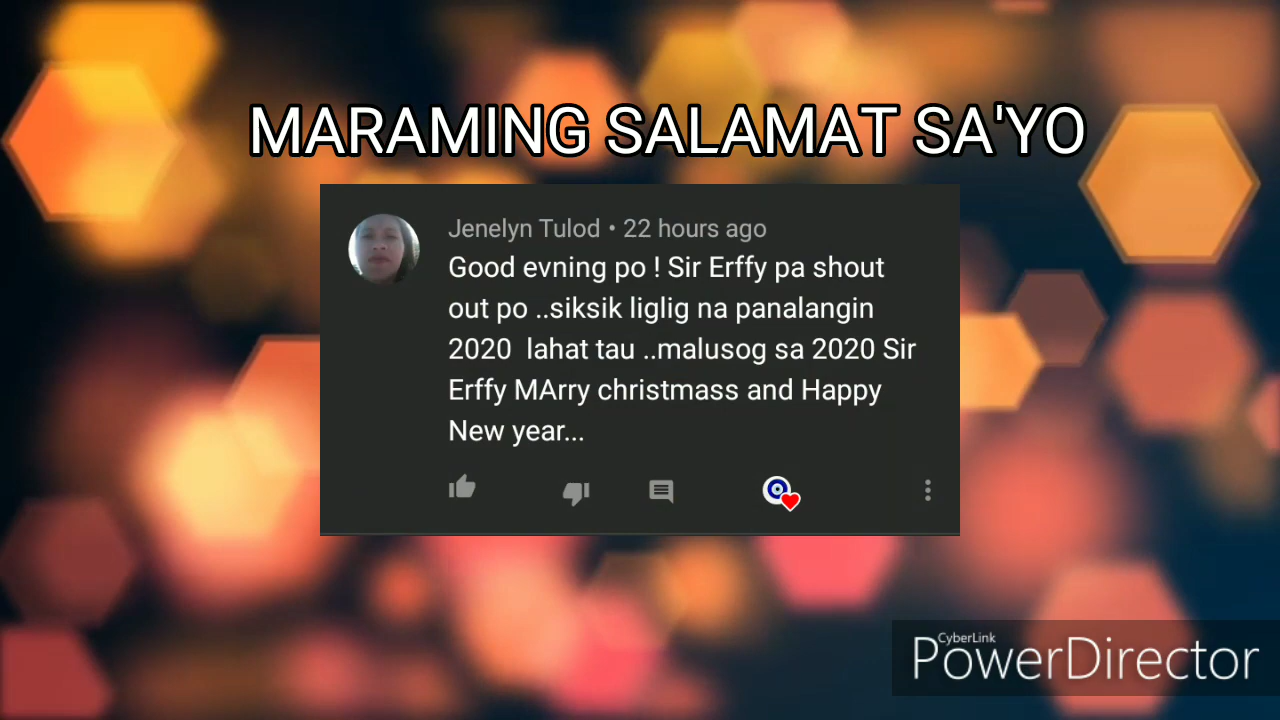 MARAMING SALAMAT SA'YO
Jenelyn Tulod • 22 hours ago
Good evning po ! Sir Erffy pa shout
out po ..siksik liglig na panalangin
2020  lahat tau ..malusog sa 2020 Sir
Erffy MArry christmass and Happy
New year...
CyberLink
PowerDirector